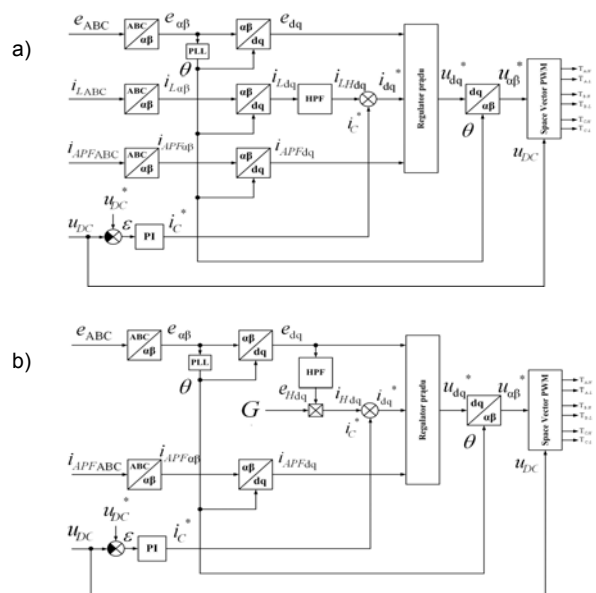 a)
e_ABC ABC αβ e_αβ αβ dq e_dq
PLL
θ
i_LABC ABC αβ i_Lαβ αβ dq i_Ldq HPF i_LHdq i_dq* Regulator prądu u_dq* dq αβ u_αβ* Space Vector PWM
i_C* θ
i_APFABC ABC αβ i_APFαβ αβ dq i_APFdq u_DC
u_DC*
u_DC ε PI i_C*
b)
e_ABC ABC αβ e_αβ αβ dq e_dq
PLL HPF
θ e_Hdq
G i_Hdq i_dq* Regulator prądu u_dq* dq αβ u_αβ* Space Vector PWM
i_C* θ
i_APFABC ABC αβ i_APFαβ αβ dq i_APFdq u_DC
u_DC*
u_DC ε PI i_C*